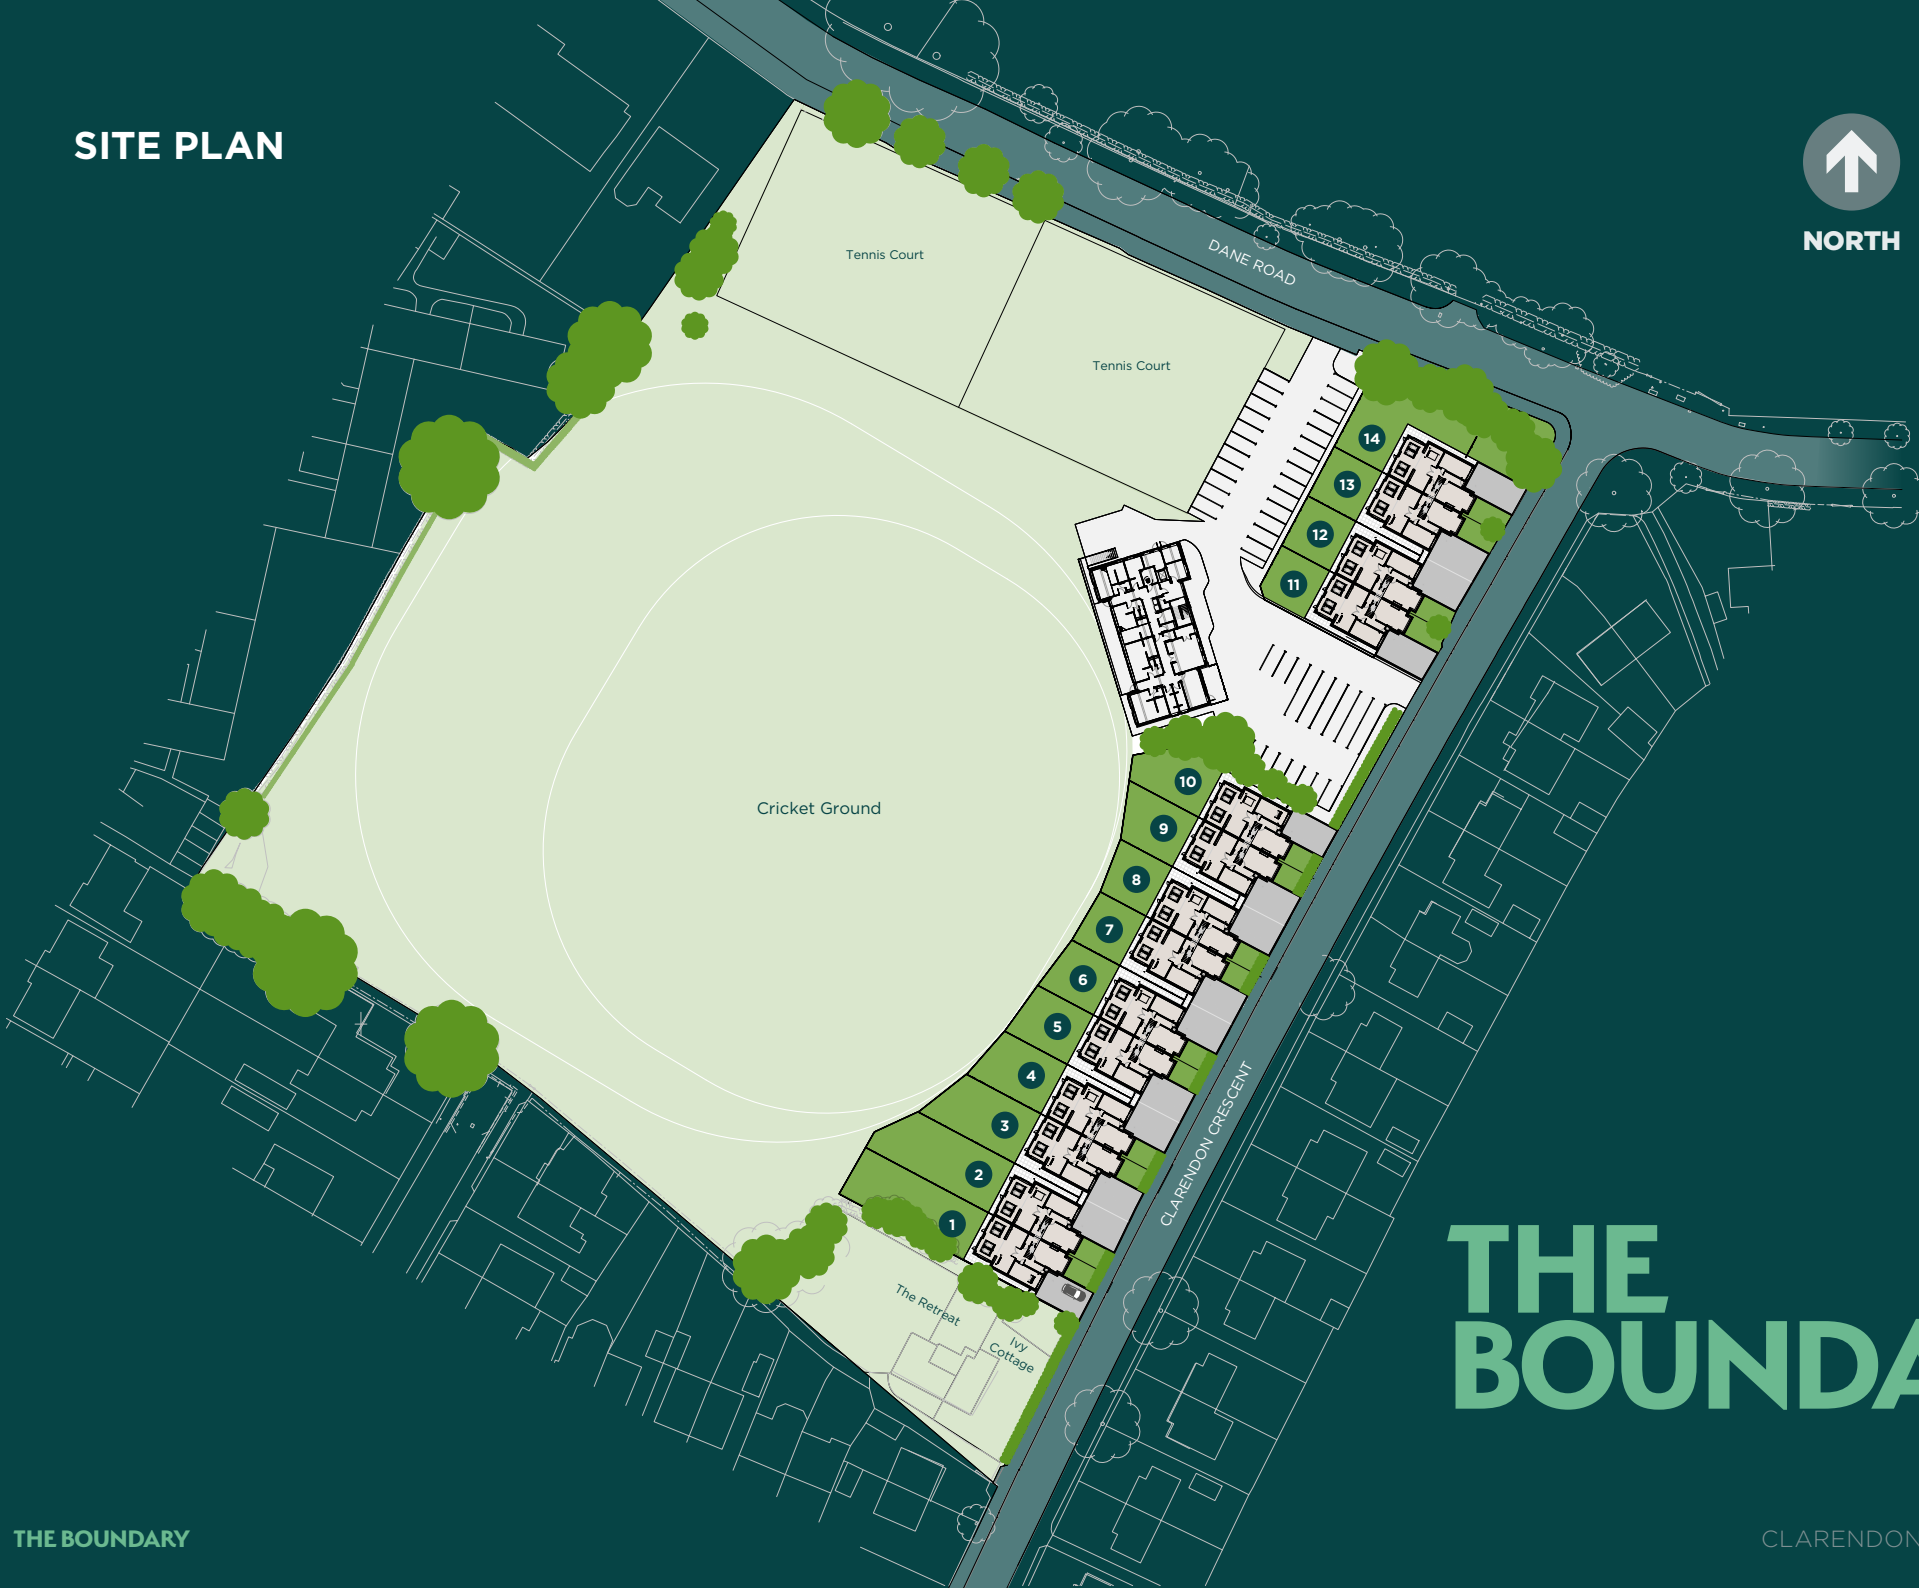 SITE PLAN
NORTH
DANE ROAD
Tennis Court
Tennis Court
14
13
12
11
Cricket Ground
10
9
8
7
6
5
4
3
2
1
CLARENDON CRESCENT
The Retreat
Ivy
Cottage
THE
BOUNDA
THE BOUNDARY
CLARENDON